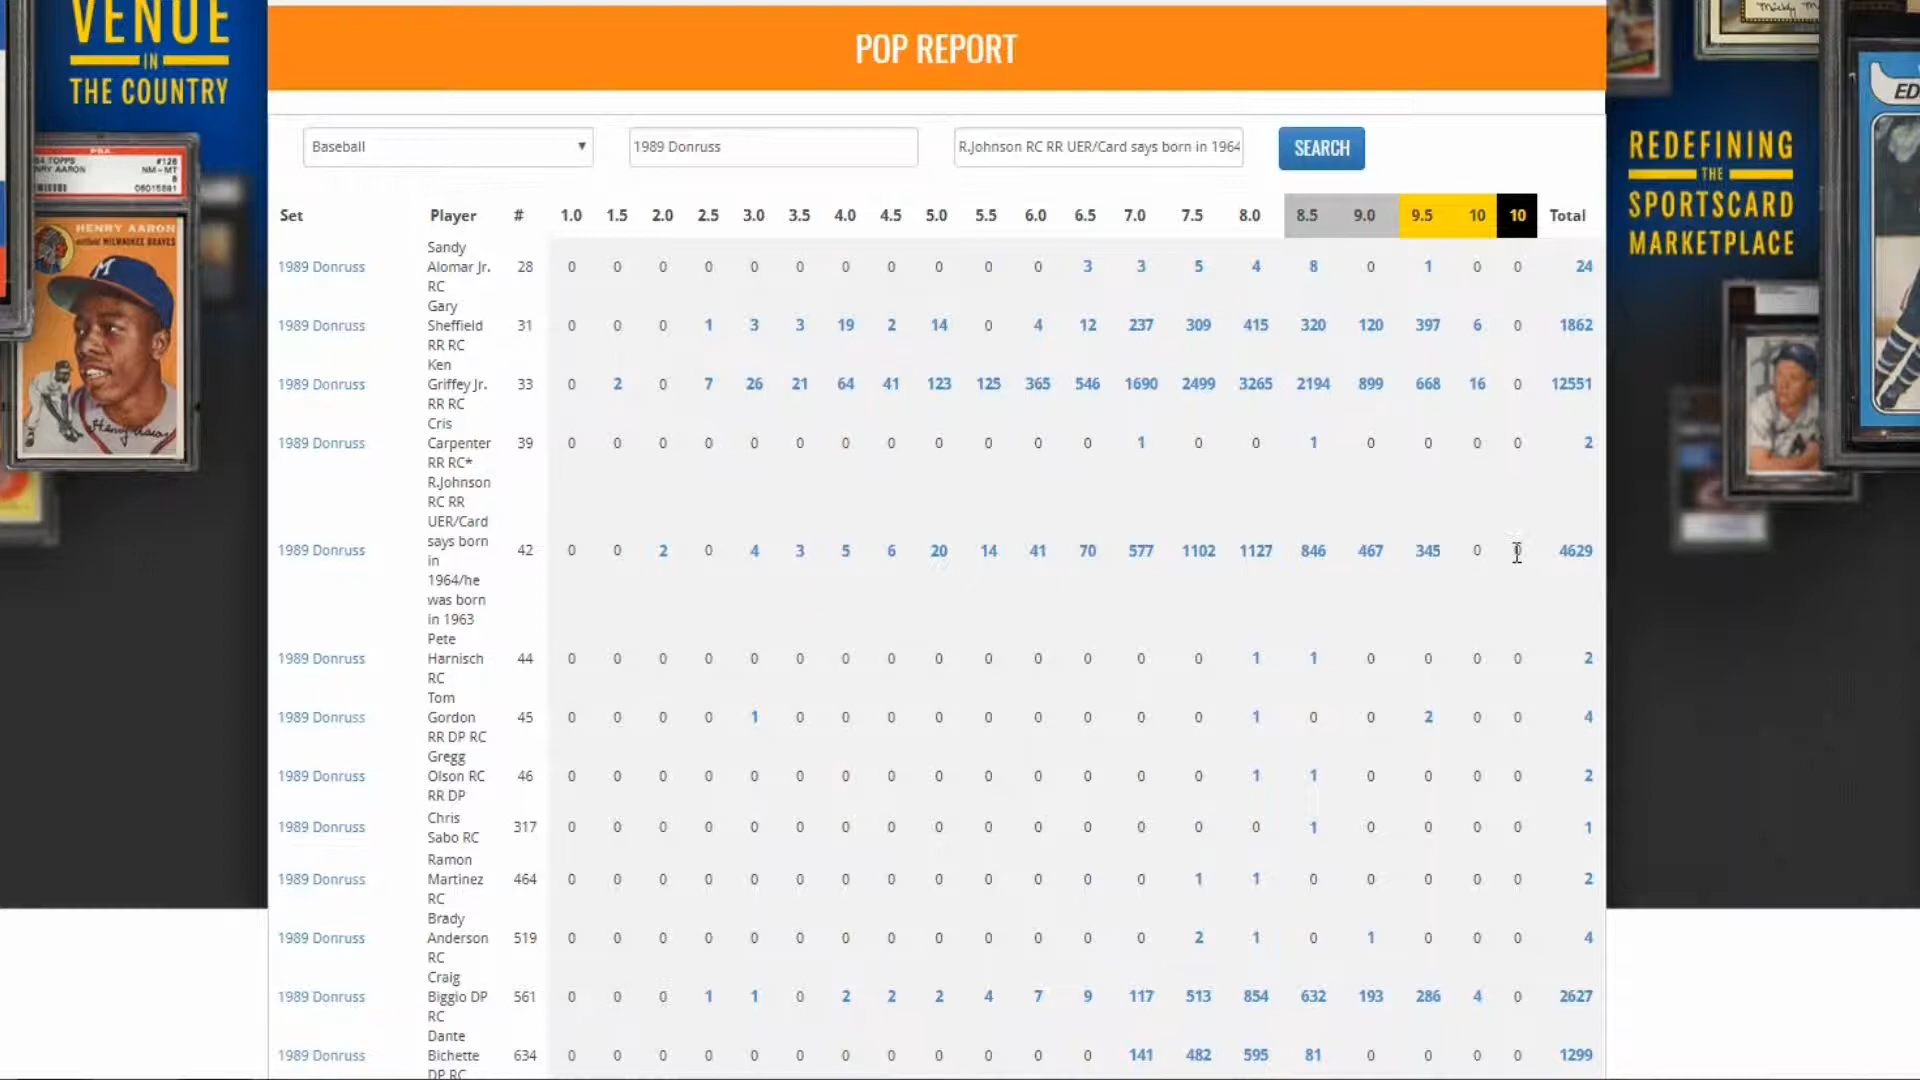 VENUE
IN
THE COUNTRY
PSA
#128
NM-MT
8
HENRY AARON
outfield MILWAUKEE BRAVES
M
REDEFINING
THE
SPORTSCARD
MARKETPLACE
POP REPORT
Baseball 1989 Donruss R.Johnson RC RR UER/Card says born in 1964 SEARCH
Set Player # 1.0 1.5 2.0 2.5 3.0 3.5 4.0 4.5 5.0 5.5 6.0 6.5 7.0 7.5 8.0 8.5 9.0 9.5 10 10 Total
1989 Donruss Sandy Alomar Jr. RC 28 0 0 0 0 0 0 0 0 0 0 0 3 3 5 4 8 0 1 0 0 24
1989 Donruss Gary Sheffield RR RC 31 0 0 0 1 3 3 19 2 14 0 4 12 237 309 415 320 120 397 6 0 1862
1989 Donruss Ken Griffey Jr. RR RC 33 0 2 0 7 26 21 64 41 123 125 365 546 1690 2499 3265 2194 899 668 16 0 12551
1989 Donruss Cris Carpenter RR RC* 39 0 0 0 0 0 0 0 0 0 0 0 0 1 0 0 1 0 0 0 0 2
1989 Donruss R.Johnson RC RR UER/Card says born in 1964/he was born in 1963 42 0 0 2 0 4 3 5 6 20 14 41 70 577 1102 1127 846 467 345 0 0 4629
1989 Donruss Pete Harnisch RC 44 0 0 0 0 0 0 0 0 0 0 0 0 0 0 1 1 0 0 0 0 2
1989 Donruss Tom Gordon RR DP RC 45 0 0 0 0 1 0 0 0 0 0 0 0 0 0 1 0 0 2 0 0 4
1989 Donruss Gregg Olson RC RR DP 46 0 0 0 0 0 0 0 0 0 0 0 0 0 0 1 1 0 0 0 0 2
1989 Donruss Chris Sabo RC 317 0 0 0 0 0 0 0 0 0 0 0 0 0 0 0 1 0 0 0 0 1
1989 Donruss Ramon Martinez RC 464 0 0 0 0 0 0 0 0 0 0 0 0 0 1 1 0 0 0 0 0 2
1989 Donruss Brady Anderson RC 519 0 0 0 0 0 0 0 0 0 0 0 0 0 2 1 0 1 0 0 0 4
1989 Donruss Craig Biggio DP RC 561 0 0 0 1 1 0 2 2 2 4 7 9 117 513 854 632 193 286 4 0 2627
1989 Donruss Dante Bichette DP RC 634 0 0 0 0 0 0 0 0 0 0 0 0 141 482 595 81 0 0 0 0 1299